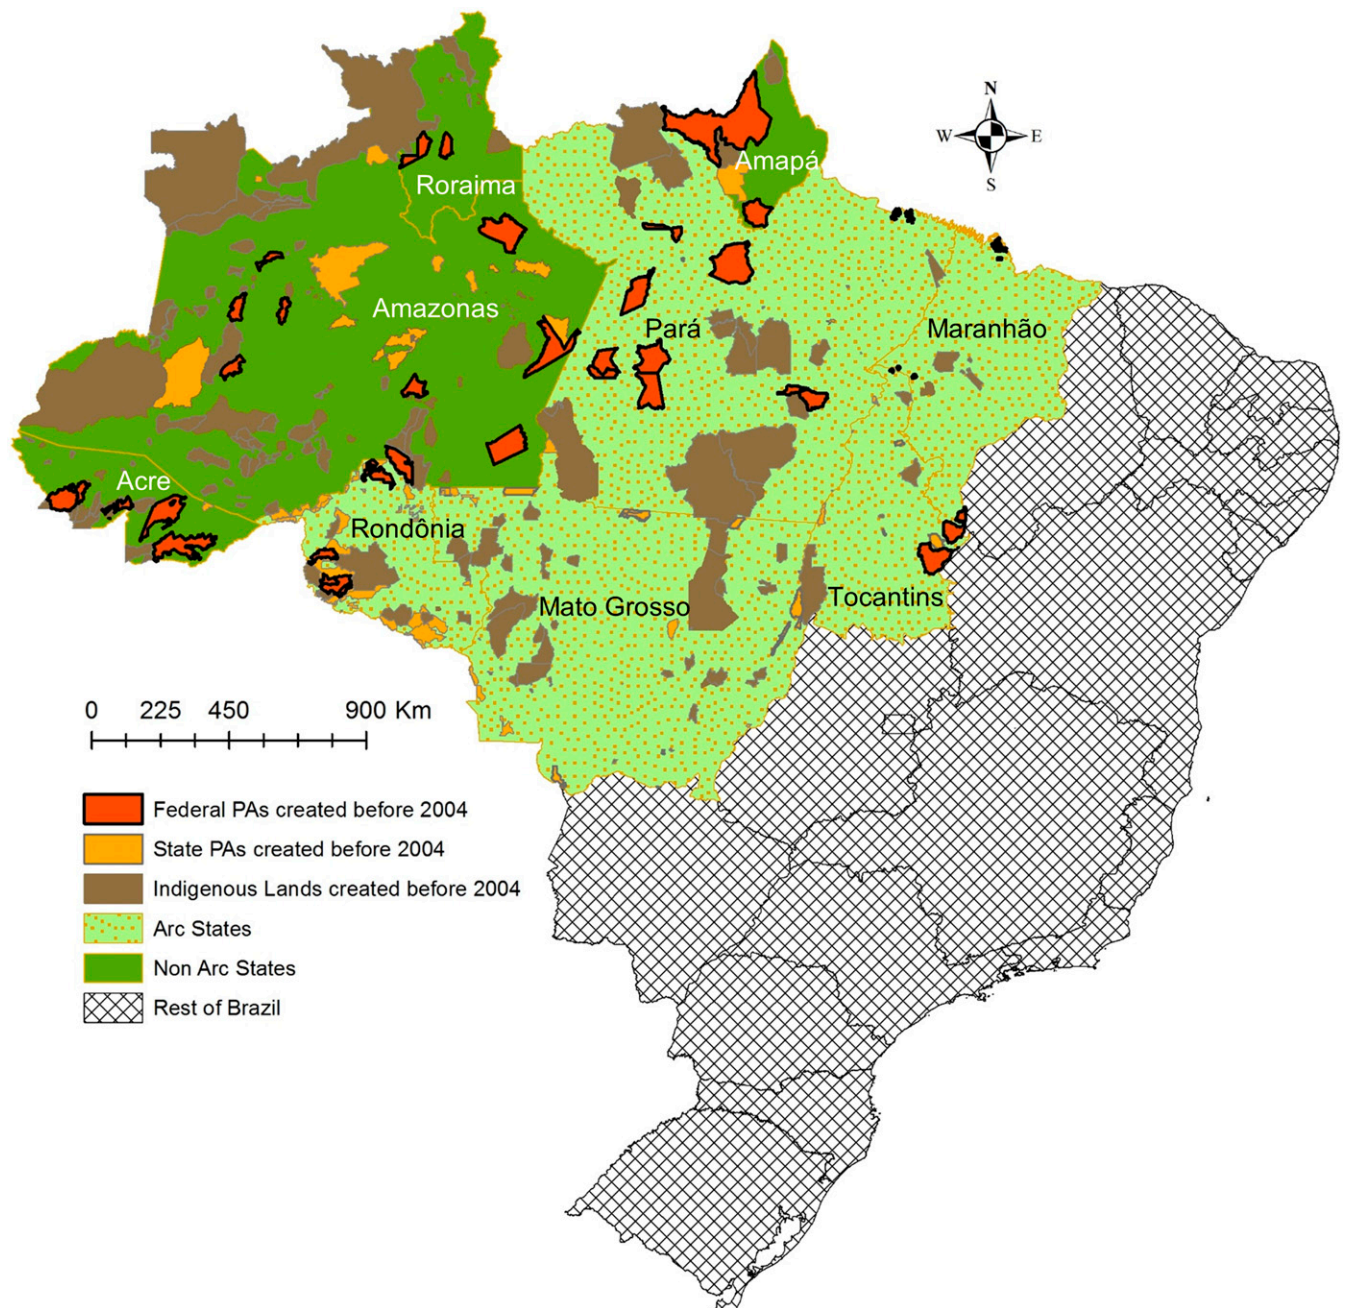 N
W E
S
Amapá
Roraima
Amazonas
Pará
Maranhão
Acre
Rondônia
Mato Grosso
Tocantins
0 225 450 900 Km
Federal PAs created before 2004
State PAs created before 2004
Indigenous Lands created before 2004
Arc States
Non Arc States
Rest of Brazil